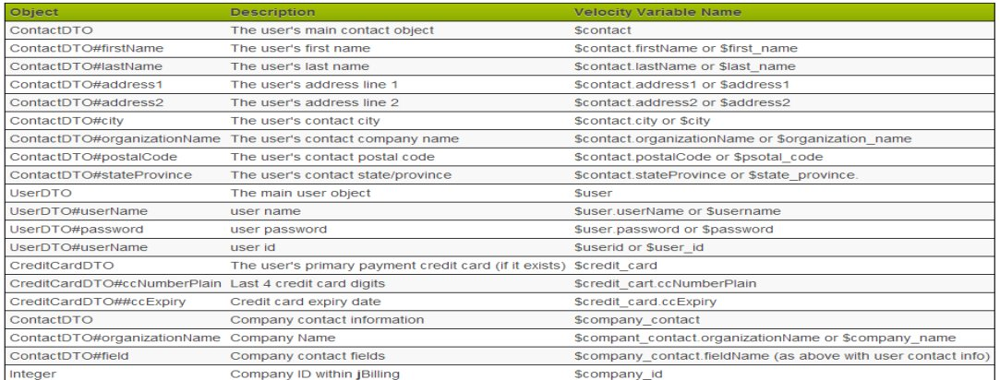 Object Description Velocity Variable Name
ContactDTO The user's main contact object $contact
ContactDTO#firstName The user's first name $contact.firstName or $first_name
ContactDTO#lastName The user's last name $contact.lastName or $last_name
ContactDTO#address1 The user's address line 1 $contact.address1 or $address1
ContactDTO#address2 The user's address line 2 $contact.address2 or $address2
ContactDTO#city The user's contact city $contact.city or $city
ContactDTO#organizationName The user's contact company name $contact.organizationName or $organization_name
ContactDTO#postalCode The user's contact postal code $contact.postalCode or $psotal_code
ContactDTO#stateProvince The user's contact state/province $contact.stateProvince or $state_province.
UserDTO The main user object $user
UserDTO#userName user name $user.userName or $username
UserDTO#password user password $user.password or $password
UserDTO#userName user id $userid or $user_id
CreditCardDTO The user's primary payment credit card (if it exists) $credit_card
CreditCardDTO#ccNumberPlain Last 4 credit card digits $credit_cart.ccNumberPlain
CreditCardDTO##ccExpiry Credit card expiry date $credit_card.ccExpiry
ContactDTO Company contact information $company_contact
ContactDTO#organizationName Company Name $compant_contact.organizationName or $company_name
ContactDTO#field Company contact fields $company_contact.fieldName (as above with user contact info)
Integer Company ID within jBilling $company_id